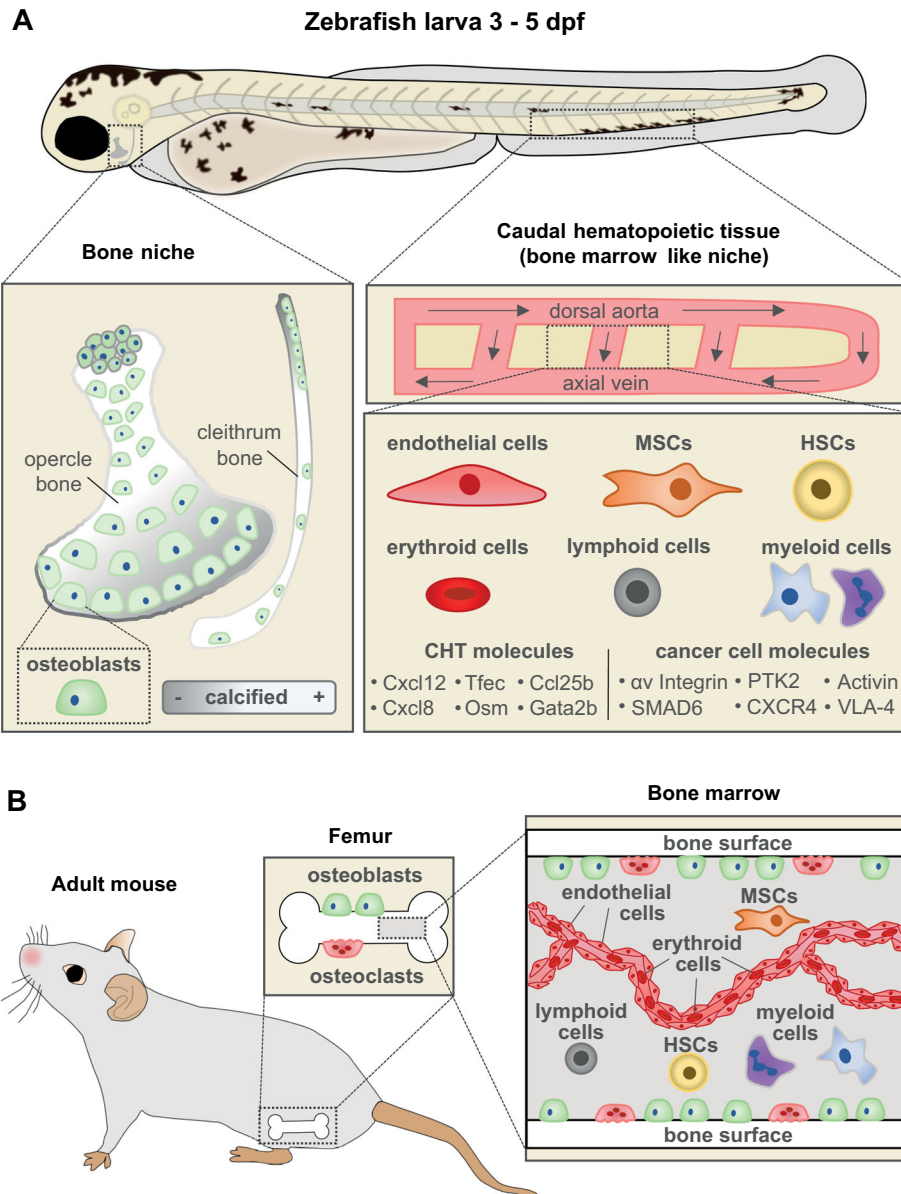 A
Zebrafish larva 3 - 5 dpf
Bone niche
Caudal hematopoietic tissue
(bone marrow like niche)
opercle
bone
cleithrum
bone
osteoblasts
- calcified +
dorsal aorta
axial vein
endothelial cells MSCs HSCs
erythroid cells lymphoid cells myeloid cells
CHT molecules
• Cxcl12 • Tfec • Ccl25b
• Cxcl8 • Osm • Gata2b
cancer cell molecules
• αv Integrin • PTK2 • Activin
• SMAD6 • CXCR4 • VLA-4
B
Adult mouse
Femur
osteoblasts
osteoclasts
Bone marrow
bone surface
endothelial
cells
MSCs
erythroid
cells
lymphoid
cells
HSCs
myeloid
cells
bone surface